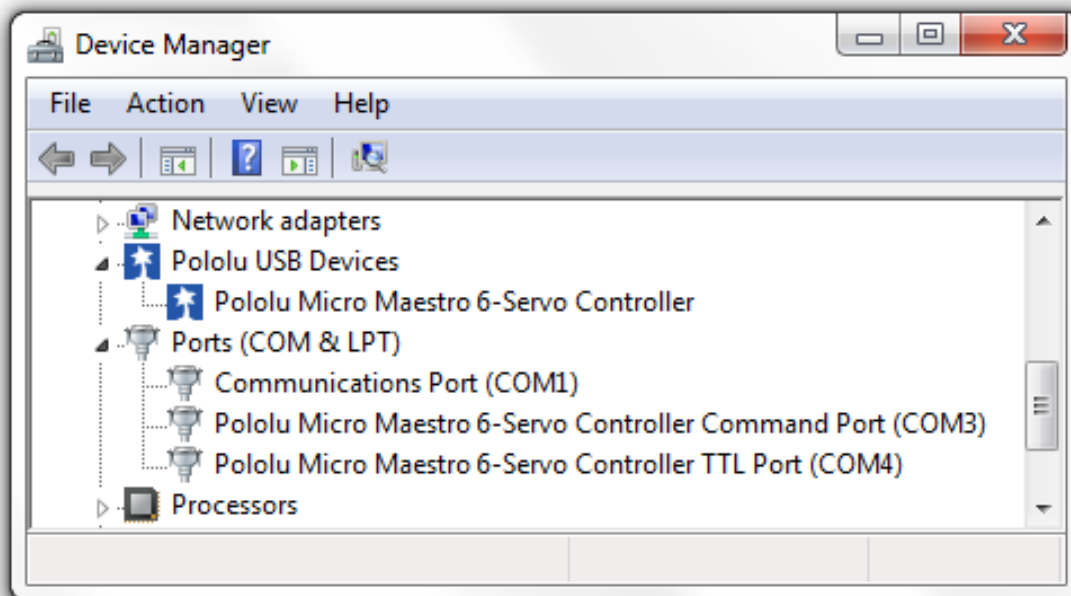 Device Manager
File Action View Help
Network adapters
Pololu USB Devices
Pololu Micro Maestro 6-Servo Controller
Ports (COM & LPT)
Communications Port (COM1)
Pololu Micro Maestro 6-Servo Controller Command Port (COM3)
Pololu Micro Maestro 6-Servo Controller TTL Port (COM4)
Processors